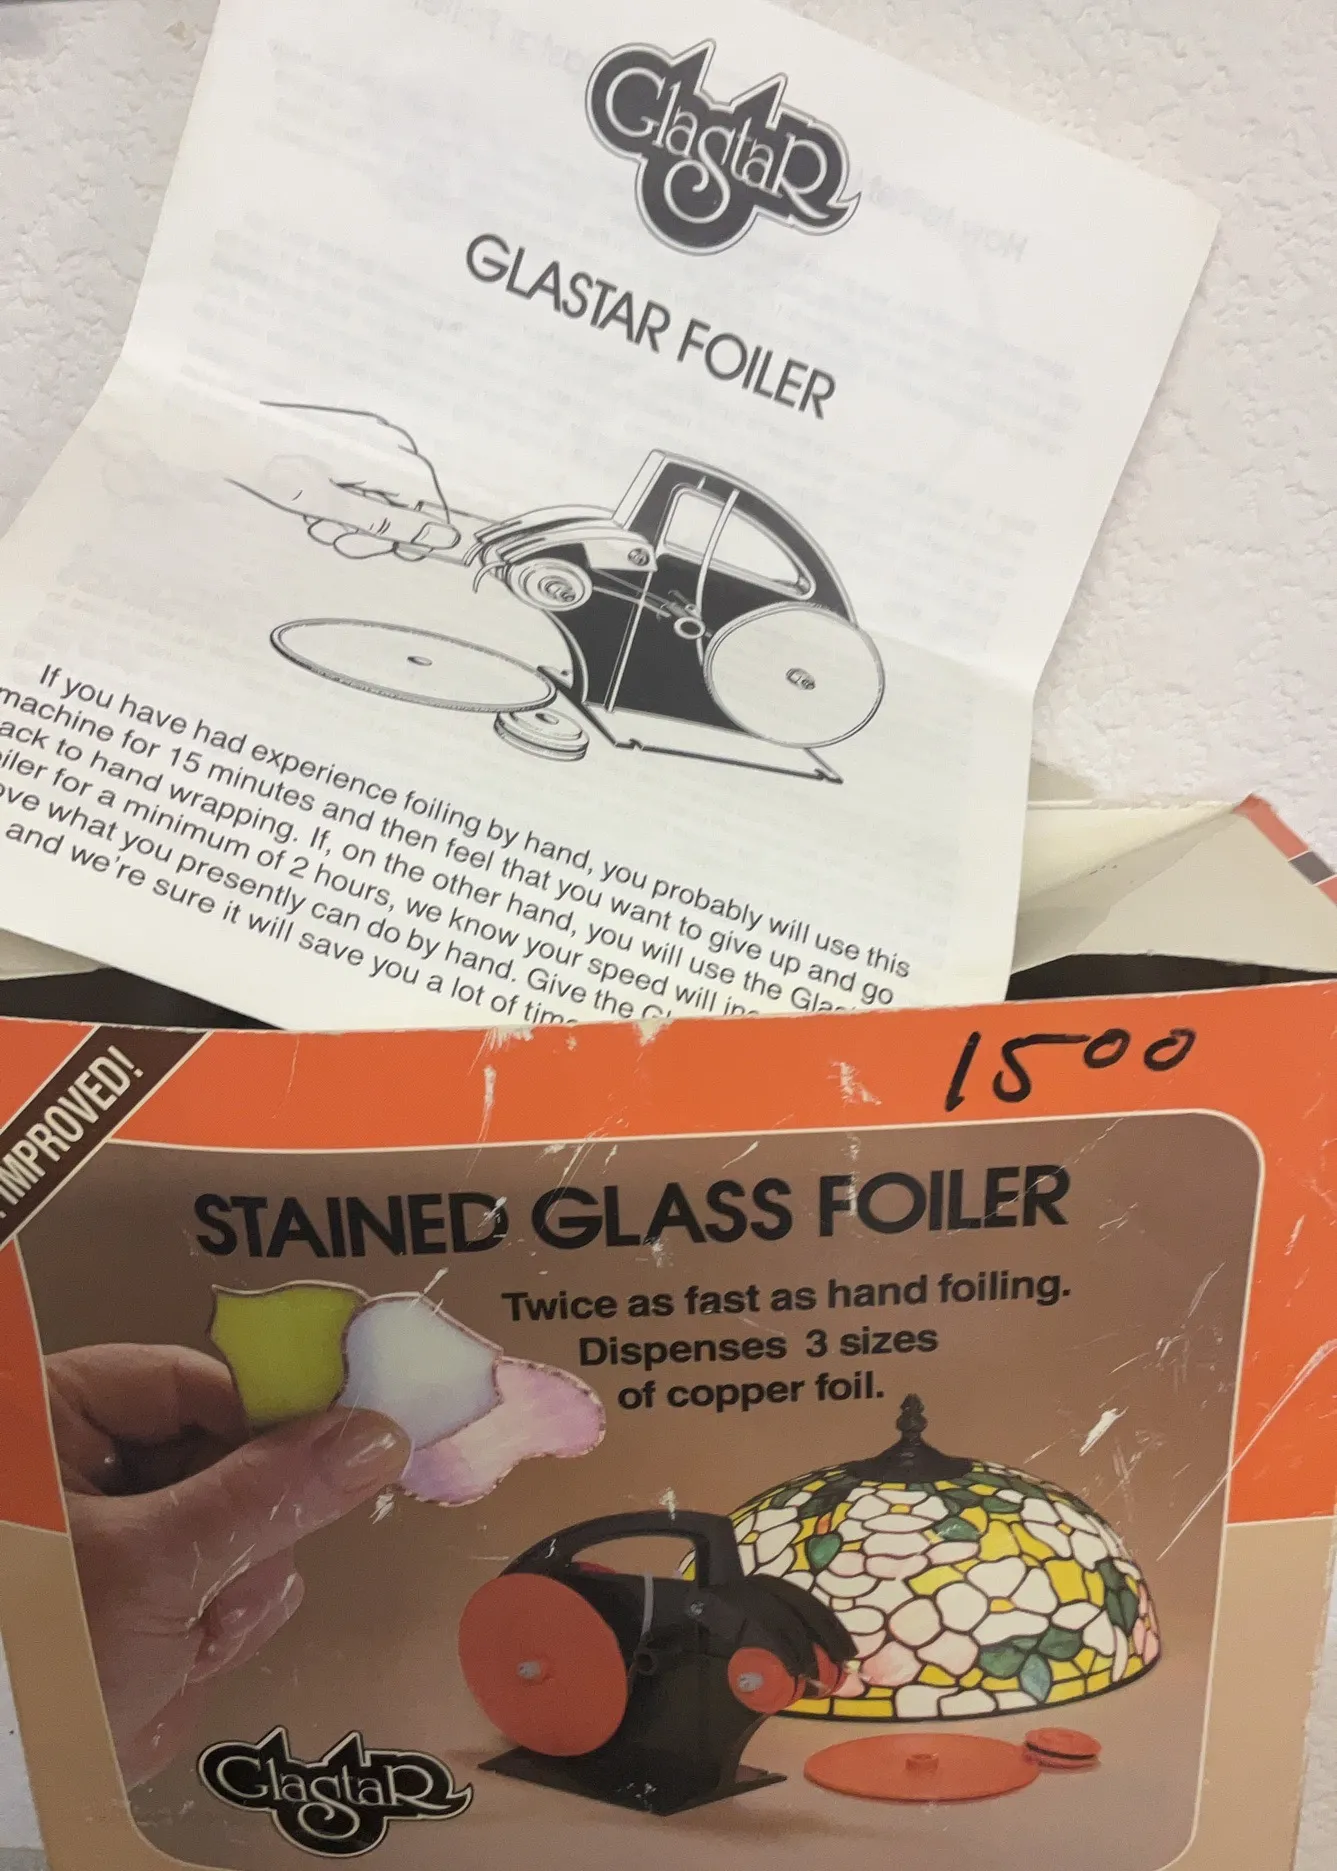 Glastar
GLASTAR FOILER
If you have had experience foiling by hand, you probably will use this
machine for 15 minutes and then feel that you want to give up and go
to hand wrapping. If, on the other hand, you will use the
for a minimum of 2 hours, we know your speed will
what you presently can do by hand. Give the
and we're sure it will save you a lot of
IMPROVED!
1500
STAINED GLASS FOILER
Twice as fast as hand foiling.
Dispenses 3 sizes
of copper foil.
Glastar